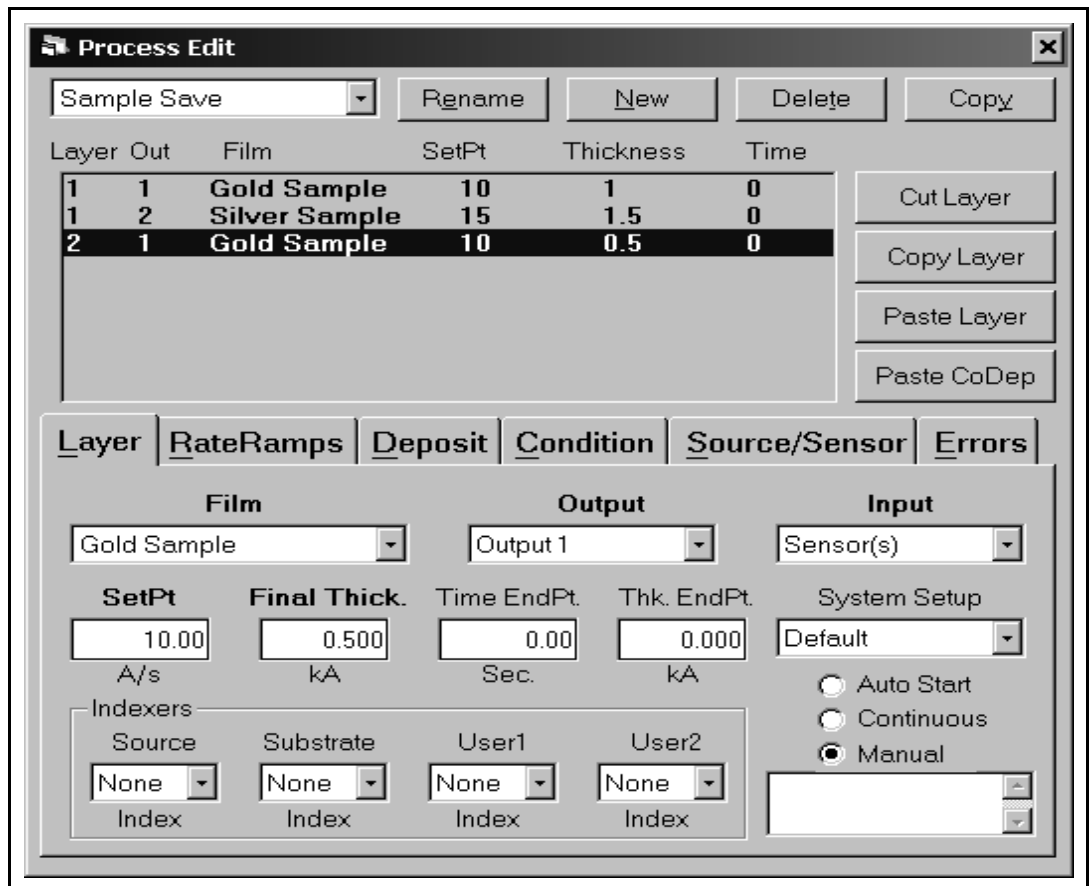 Process Edit
Sample Save Rename New Delete Copy
Layer Out Film SetPt Thickness Time
1 1 Gold Sample 10 1 0
1 2 Silver Sample 15 1.5 0
2 1 Gold Sample 10 0.5 0
Cut Layer
Copy Layer
Paste Layer
Paste CoDep
Layer RateRamps Deposit Condition Source/Sensor Errors
Film Output Input
Gold Sample Output 1 Sensor(s)
SetPt Final Thick. Time EndPt. Thk. EndPt. System Setup
10.00 0.500 0.00 0.000 Default
A/s kA Sec. kA
Auto Start
Continuous
Manual
Indexers
Source Substrate User1 User2
None None None None
Index Index Index Index